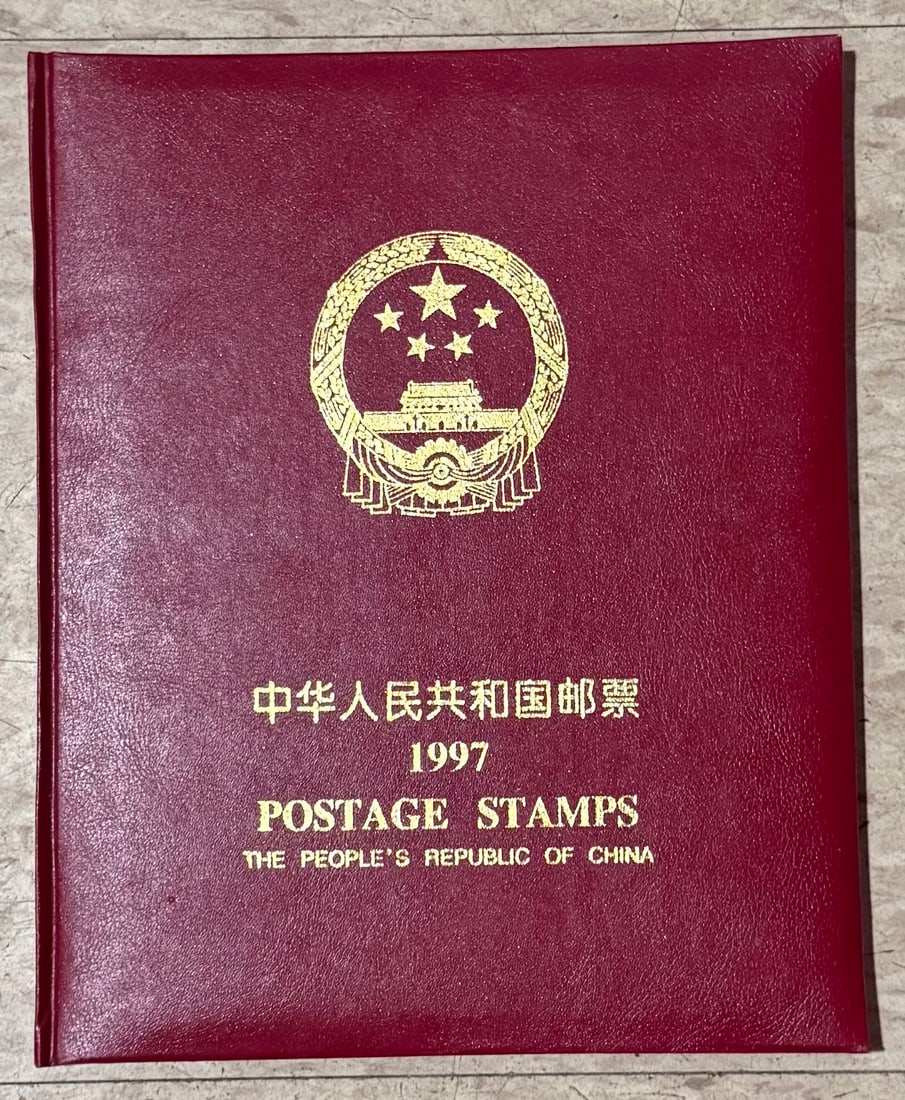 中华人民共和国邮票
1997
POSTAGE STAMPS
THE PEOPLE'S REPUBLIC OF CHINA